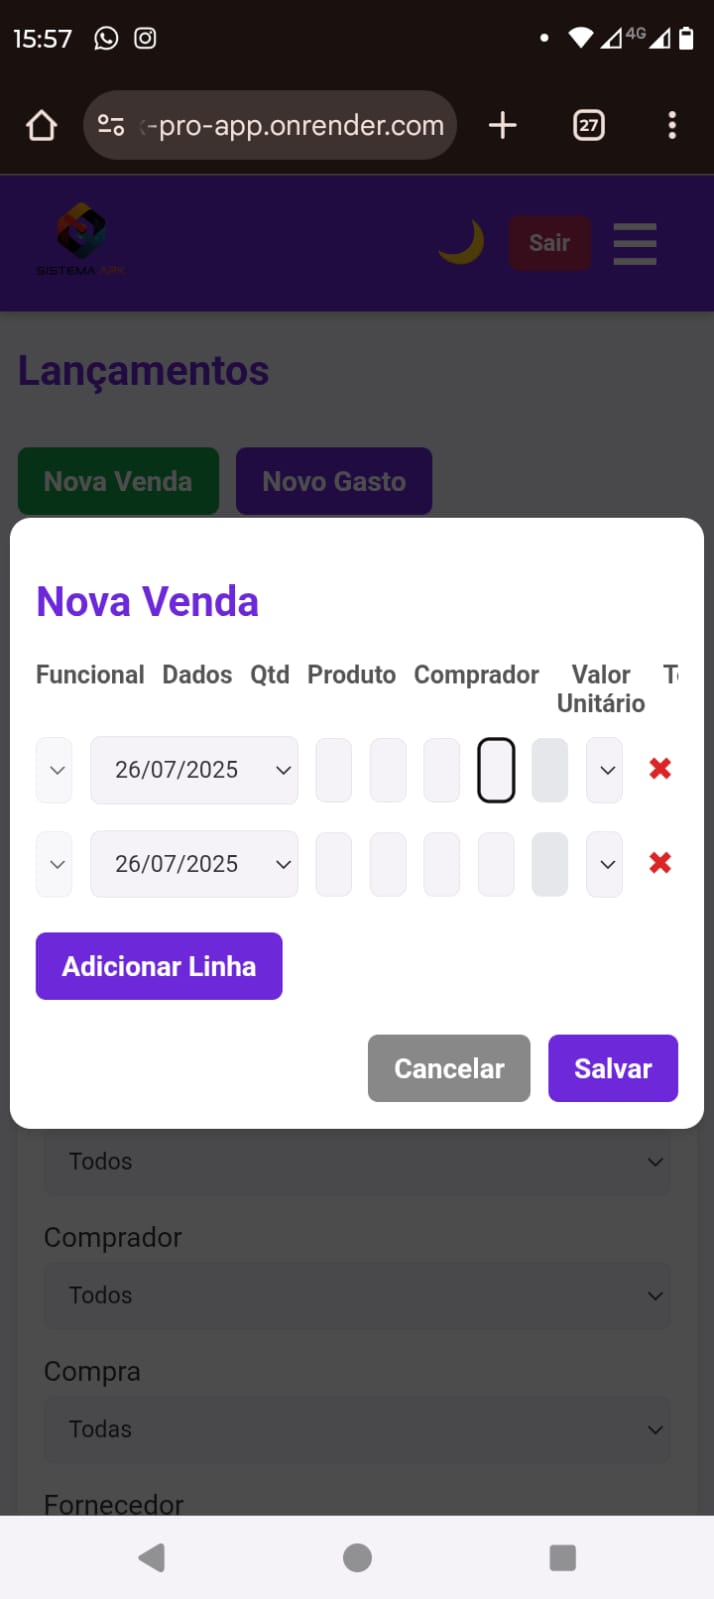 15:57
4G
-pro-app.onrender.com
27
SISTEMA APK
Sair
Lançamentos
Nova Venda
Novo Gasto
Nova Venda
Funcional Dados Qtd Produto Comprador Valor Unitário
26/07/2025
26/07/2025
Adicionar Linha
Cancelar
Salvar
Todos
Comprador
Todos
Compra
Todas
Fornecedor